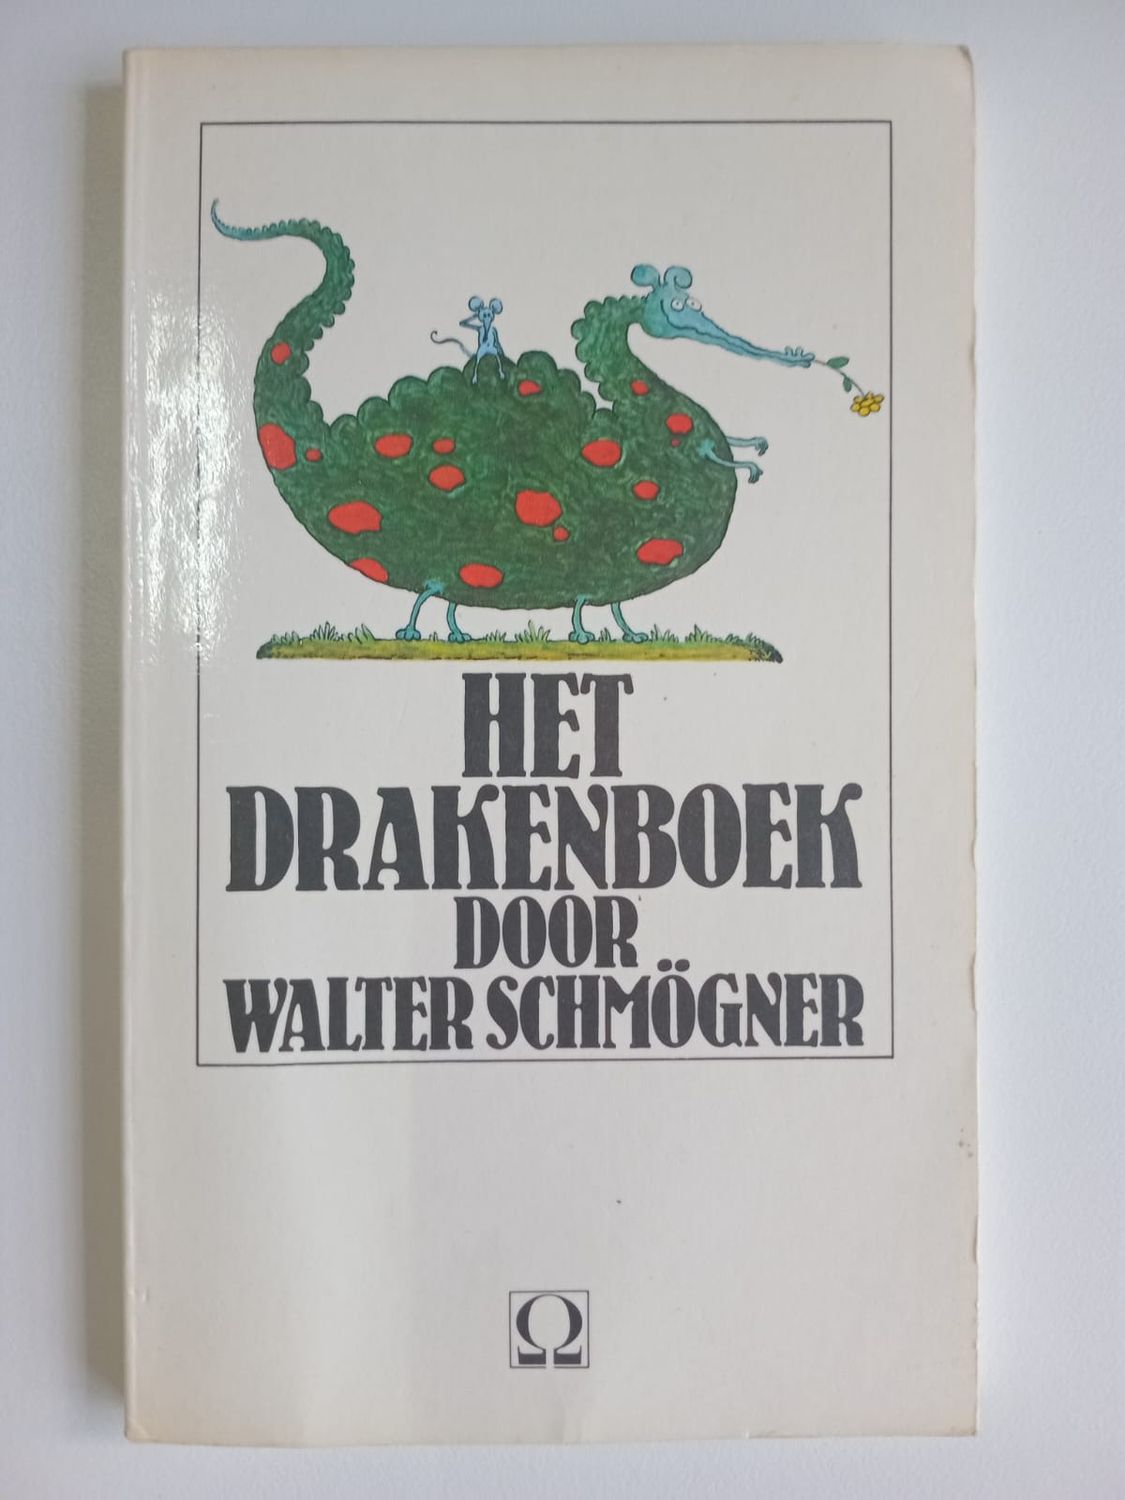 HET
DRAKENBOEK
DOOR
WALTER SCHMÖGNER
Ω